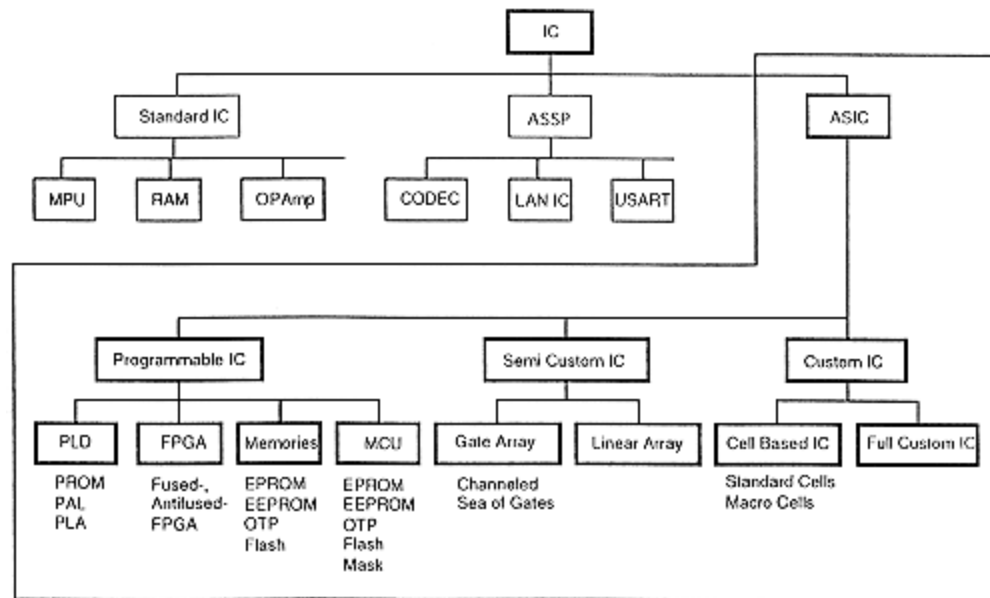 IC
Standard IC
ASSP
ASIC
MPU
RAM
OPAmp
CODEC
LAN IC
USART
Programmable IC
Semi Custom IC
Custom IC
PLD
FPGA
Memories
MCU
Gate Array
Linear Array
Cell Based IC
Full Custom IC
PROM
PAL
PLA
Fused-,
Antifused-
FPGA
EPROM
EEPROM
OTP
Flash
EPROM
EEPROM
OTP
Flash
Mask
Channeled
Sea of Gates
Standard Cells
Macro Cells